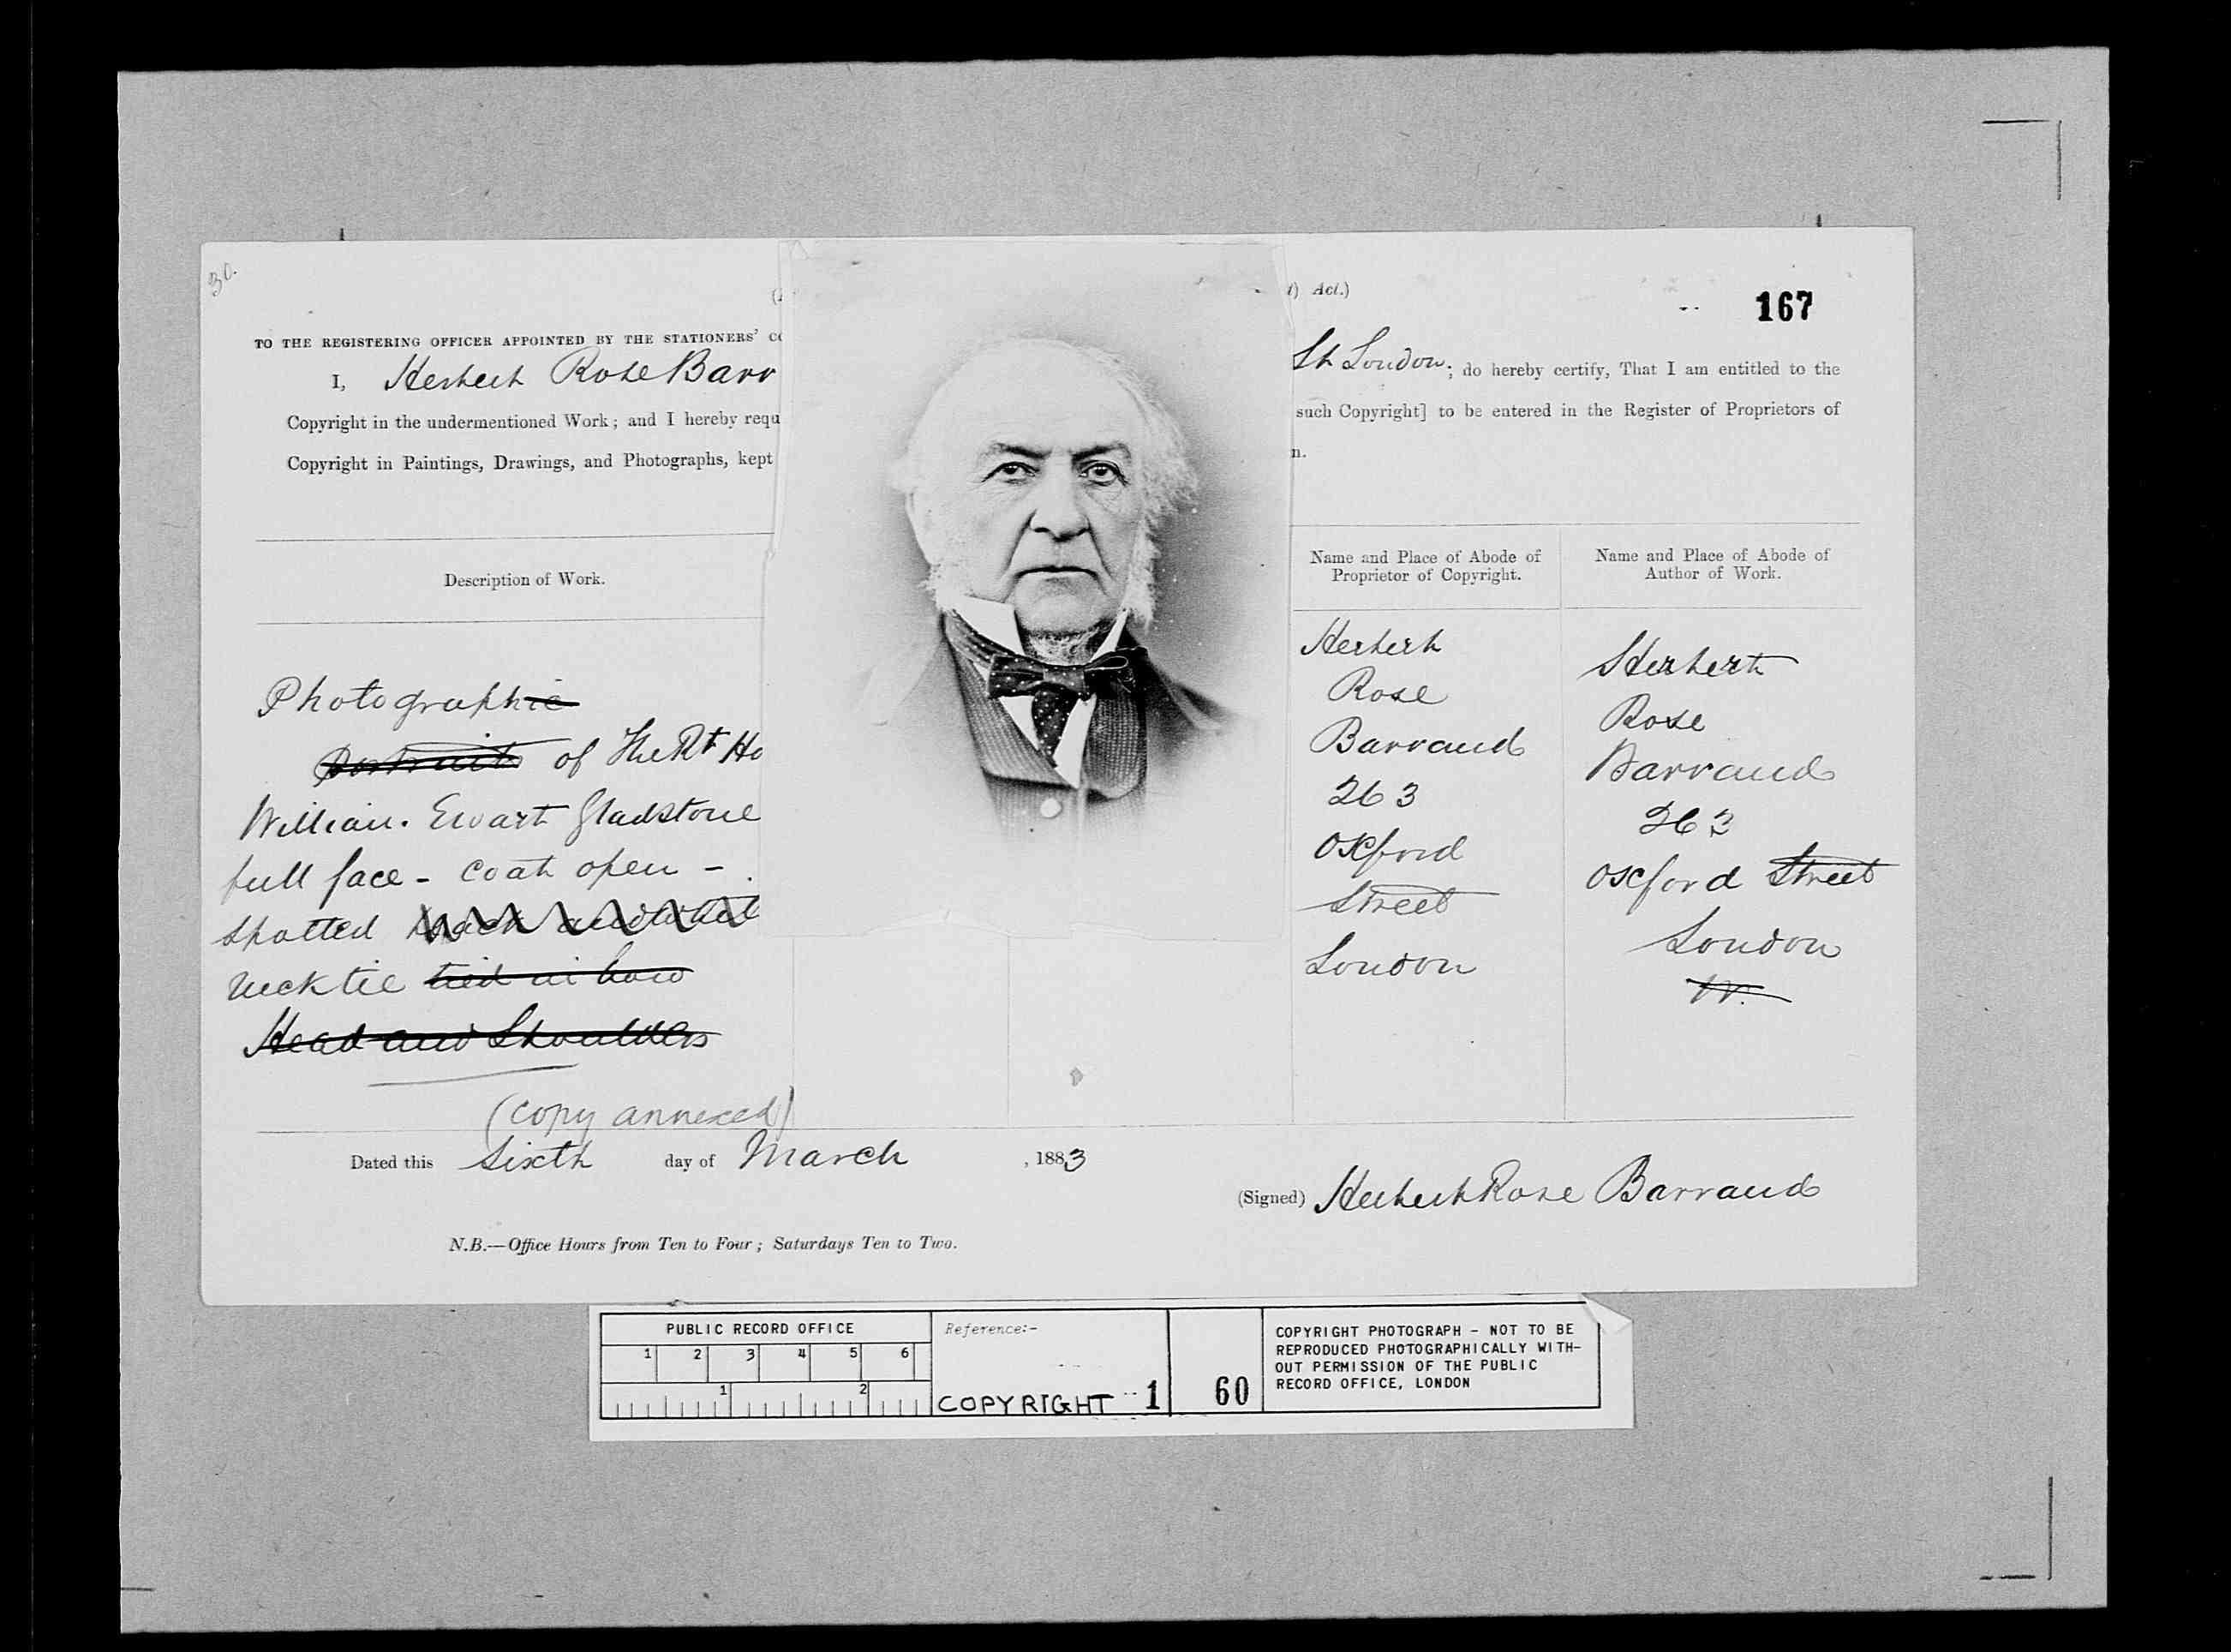 30.
t) Act.)
167
TO THE REGISTERING OFFICER APPOINTED BY THE STATIONERS' CO
I, Herbert Rose Barr
St London; do hereby certify, That I am entitled to the
Copyright in the undermentioned Work; and I hereby requ
such Copyright] to be entered in the Register of Proprietors of
Copyright in Paintings, Drawings, and Photographs, kept
n.
Description of Work.
Photographic
portrait of The Rt Ho
William. Ewart Gladstone
full face - coat open -
spotted black and whit
necktie tied in bow
Head and Shoulders
(copy annexed)
Name and Place of Abode of
Proprietor of Copyright.
Herbert
Rose
Barraud
263
Oxford
Street
London
Name and Place of Abode of
Author of Work.
Herbert
Rose
Barraud
263
Oxford Street
London
W.
Dated this Sixth day of March , 1883
(Signed) Herbert Rose Barraud
N.B.—Office Hours from Ten to Four; Saturdays Ten to Two.
PUBLIC RECORD OFFICE
1 2 3 4 5 6
1 2
Reference:-
COPYRIGHT 1 60
COPYRIGHT PHOTOGRAPH - NOT TO BE
REPRODUCED PHOTOGRAPHICALLY WITH-
OUT PERMISSION OF THE PUBLIC
RECORD OFFICE, LONDON